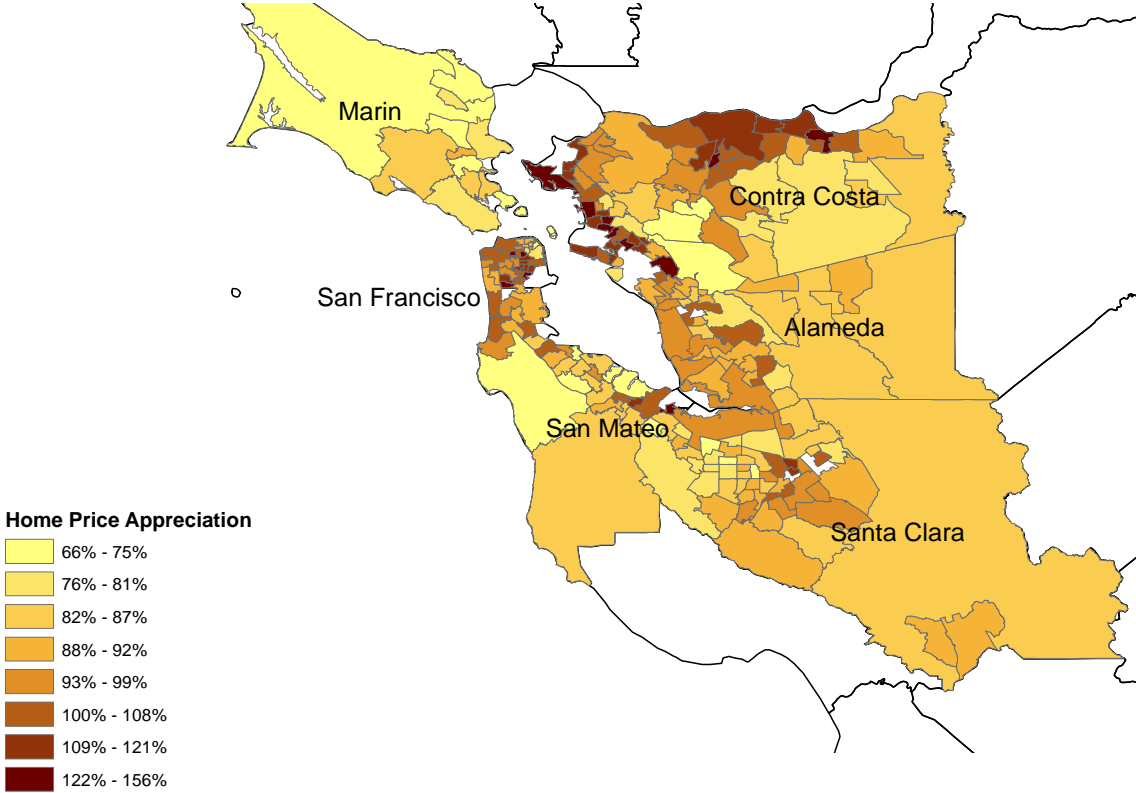 Marin
Contra Costa
San Francisco
Alameda
San Mateo
Santa Clara
Home Price Appreciation
66% - 75%
76% - 81%
82% - 87%
88% - 92%
93% - 99%
100% - 108%
109% - 121%
122% - 156%